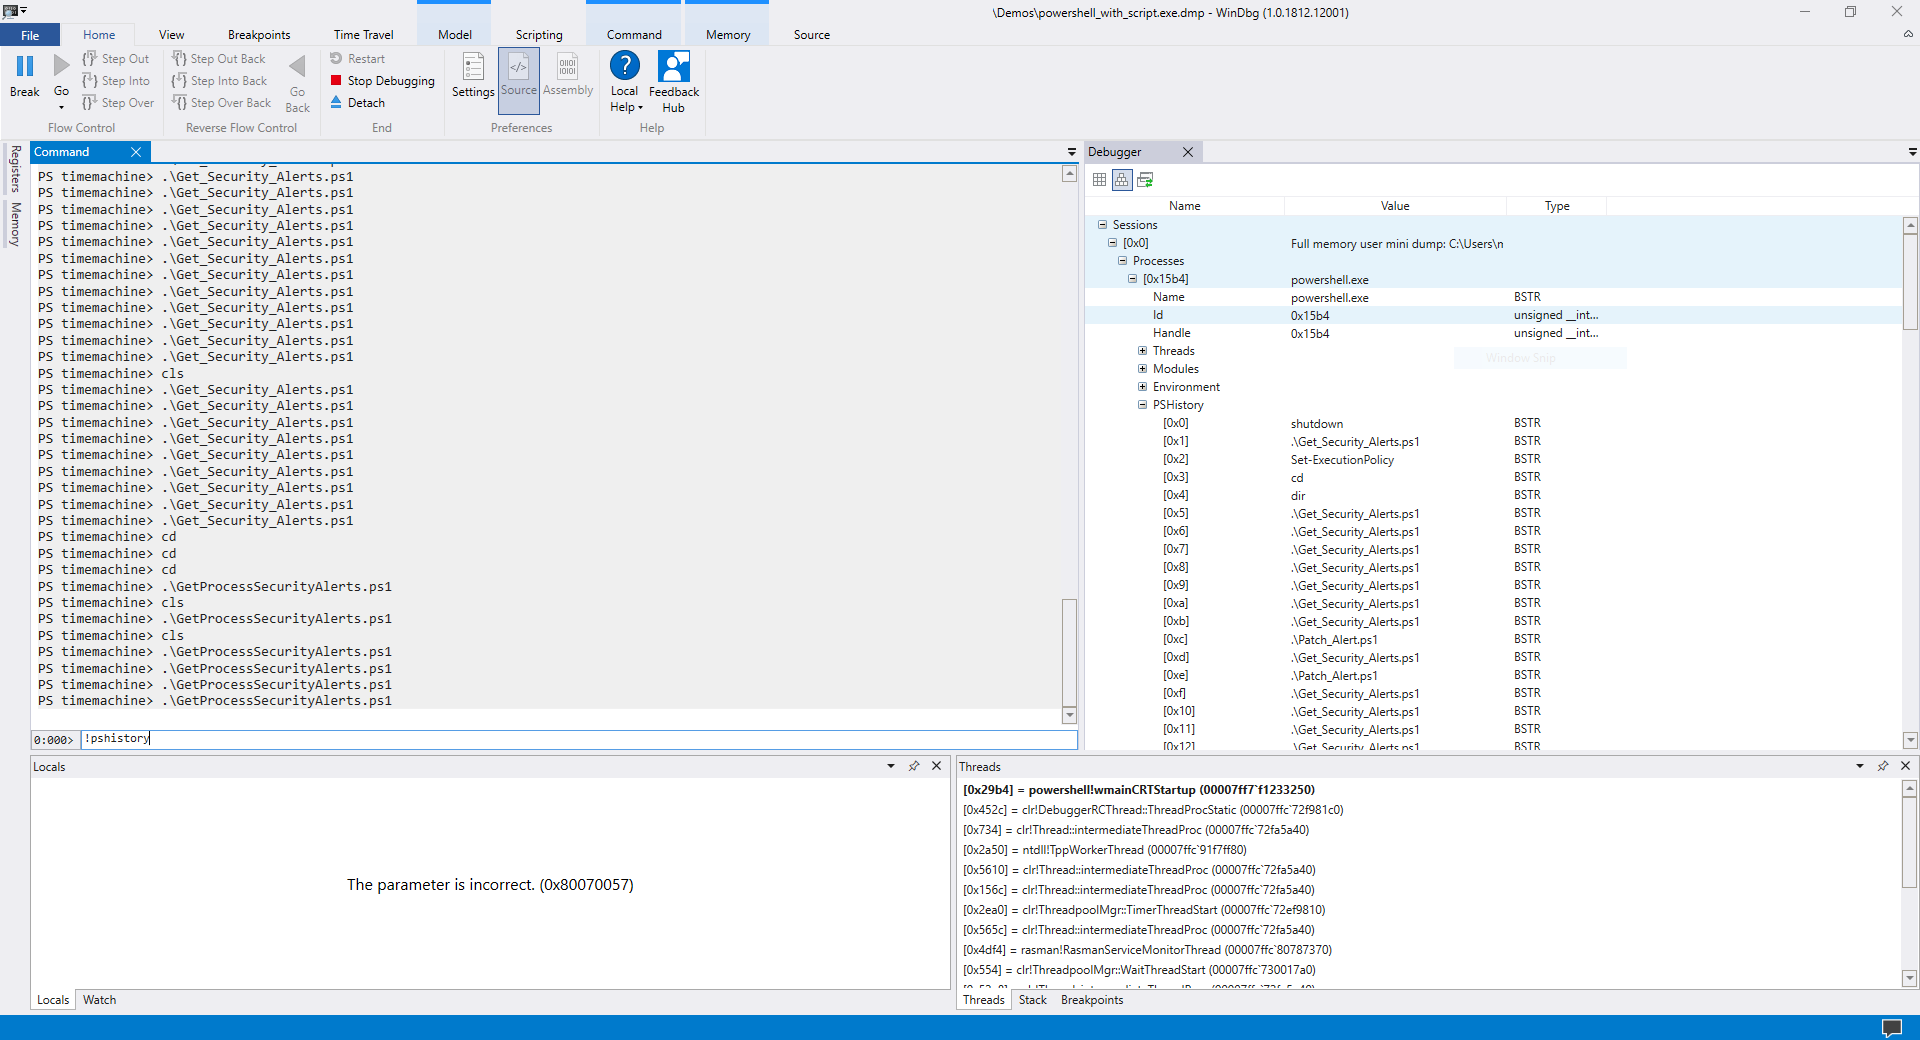 \Demos\powershell_with_script.exe.dmp - WinDbg (1.0.1812.12001)
File
Home
View
Breakpoints
Time Travel
Model
Scripting
Command
Memory
Source
Break
Go
Step Out
Step Into
Step Over
Flow Control
Step Out Back
Step Into Back
Step Over Back
Go Back
Reverse Flow Control
Restart
Stop Debugging
Detach
End
Settings
Source
Assembly
Preferences
Local Help
Feedback Hub
Help
Registers
Memory
Command
PS timemachine> .\Get_Security_Alerts.ps1
PS timemachine> .\Get_Security_Alerts.ps1
PS timemachine> .\Get_Security_Alerts.ps1
PS timemachine> .\Get_Security_Alerts.ps1
PS timemachine> .\Get_Security_Alerts.ps1
PS timemachine> .\Get_Security_Alerts.ps1
PS timemachine> .\Get_Security_Alerts.ps1
PS timemachine> .\Get_Security_Alerts.ps1
PS timemachine> .\Get_Security_Alerts.ps1
PS timemachine> .\Get_Security_Alerts.ps1
PS timemachine> .\Get_Security_Alerts.ps1
PS timemachine> .\Get_Security_Alerts.ps1
PS timemachine> cls
PS timemachine> .\Get_Security_Alerts.ps1
PS timemachine> .\Get_Security_Alerts.ps1
PS timemachine> .\Get_Security_Alerts.ps1
PS timemachine> .\Get_Security_Alerts.ps1
PS timemachine> .\Get_Security_Alerts.ps1
PS timemachine> .\Get_Security_Alerts.ps1
PS timemachine> .\Get_Security_Alerts.ps1
PS timemachine> .\Get_Security_Alerts.ps1
PS timemachine> .\Get_Security_Alerts.ps1
PS timemachine> cd
PS timemachine> cd
PS timemachine> cd
PS timemachine> .\GetProcessSecurityAlerts.ps1
PS timemachine> cls
PS timemachine> .\GetProcessSecurityAlerts.ps1
PS timemachine> cls
PS timemachine> .\GetProcessSecurityAlerts.ps1
PS timemachine> .\GetProcessSecurityAlerts.ps1
PS timemachine> .\GetProcessSecurityAlerts.ps1
PS timemachine> .\GetProcessSecurityAlerts.ps1
0:000> !pshistory
Debugger
Name Value Type
Sessions
[0x0] Full memory user mini dump: C:\Users\n
Processes
[0x15b4] powershell.exe
Name powershell.exe BSTR
Id 0x15b4 unsigned __int...
Handle 0x15b4 unsigned __int...
Threads
Window Snip
Modules
Environment
PSHistory
[0x0] shutdown BSTR
[0x1] .\Get_Security_Alerts.ps1 BSTR
[0x2] Set-ExecutionPolicy BSTR
[0x3] cd BSTR
[0x4] dir BSTR
[0x5] .\Get_Security_Alerts.ps1 BSTR
[0x6] .\Get_Security_Alerts.ps1 BSTR
[0x7] .\Get_Security_Alerts.ps1 BSTR
[0x8] .\Get_Security_Alerts.ps1 BSTR
[0x9] .\Get_Security_Alerts.ps1 BSTR
[0xa] .\Get_Security_Alerts.ps1 BSTR
[0xb] .\Get_Security_Alerts.ps1 BSTR
[0xc] .\Patch_Alert.ps1 BSTR
[0xd] .\Get_Security_Alerts.ps1 BSTR
[0xe] .\Patch_Alert.ps1 BSTR
[0xf] .\Get_Security_Alerts.ps1 BSTR
[0x10] .\Get_Security_Alerts.ps1 BSTR
[0x11] .\Get_Security_Alerts.ps1 BSTR
[0x12] .\Get_Security_Alerts.ps1 BSTR
Locals
The parameter is incorrect. (0x80070057)
Locals Watch
Threads
[0x29b4] = powershell!wmainCRTStartup (00007ff7`f1233250)
[0x452c] = clr!DebuggerRCThread::ThreadProcStatic (00007ffc`72f981c0)
[0x734] = clr!Thread::intermediateThreadProc (00007ffc`72fa5a40)
[0x2a50] = ntdll!TppWorkerThread (00007ffc`91f7ff80)
[0x5610] = clr!Thread::intermediateThreadProc (00007ffc`72fa5a40)
[0x156c] = clr!Thread::intermediateThreadProc (00007ffc`72fa5a40)
[0x2ea0] = clr!ThreadpoolMgr::TimerThreadStart (00007ffc`72ef9810)
[0x565c] = clr!Thread::intermediateThreadProc (00007ffc`72fa5a40)
[0x4df4] = rasman!RasmanServiceMonitorThread (00007ffc`80787370)
[0x554] = clr!ThreadpoolMgr::WaitThreadStart (00007ffc`730017a0)
Threads Stack Breakpoints